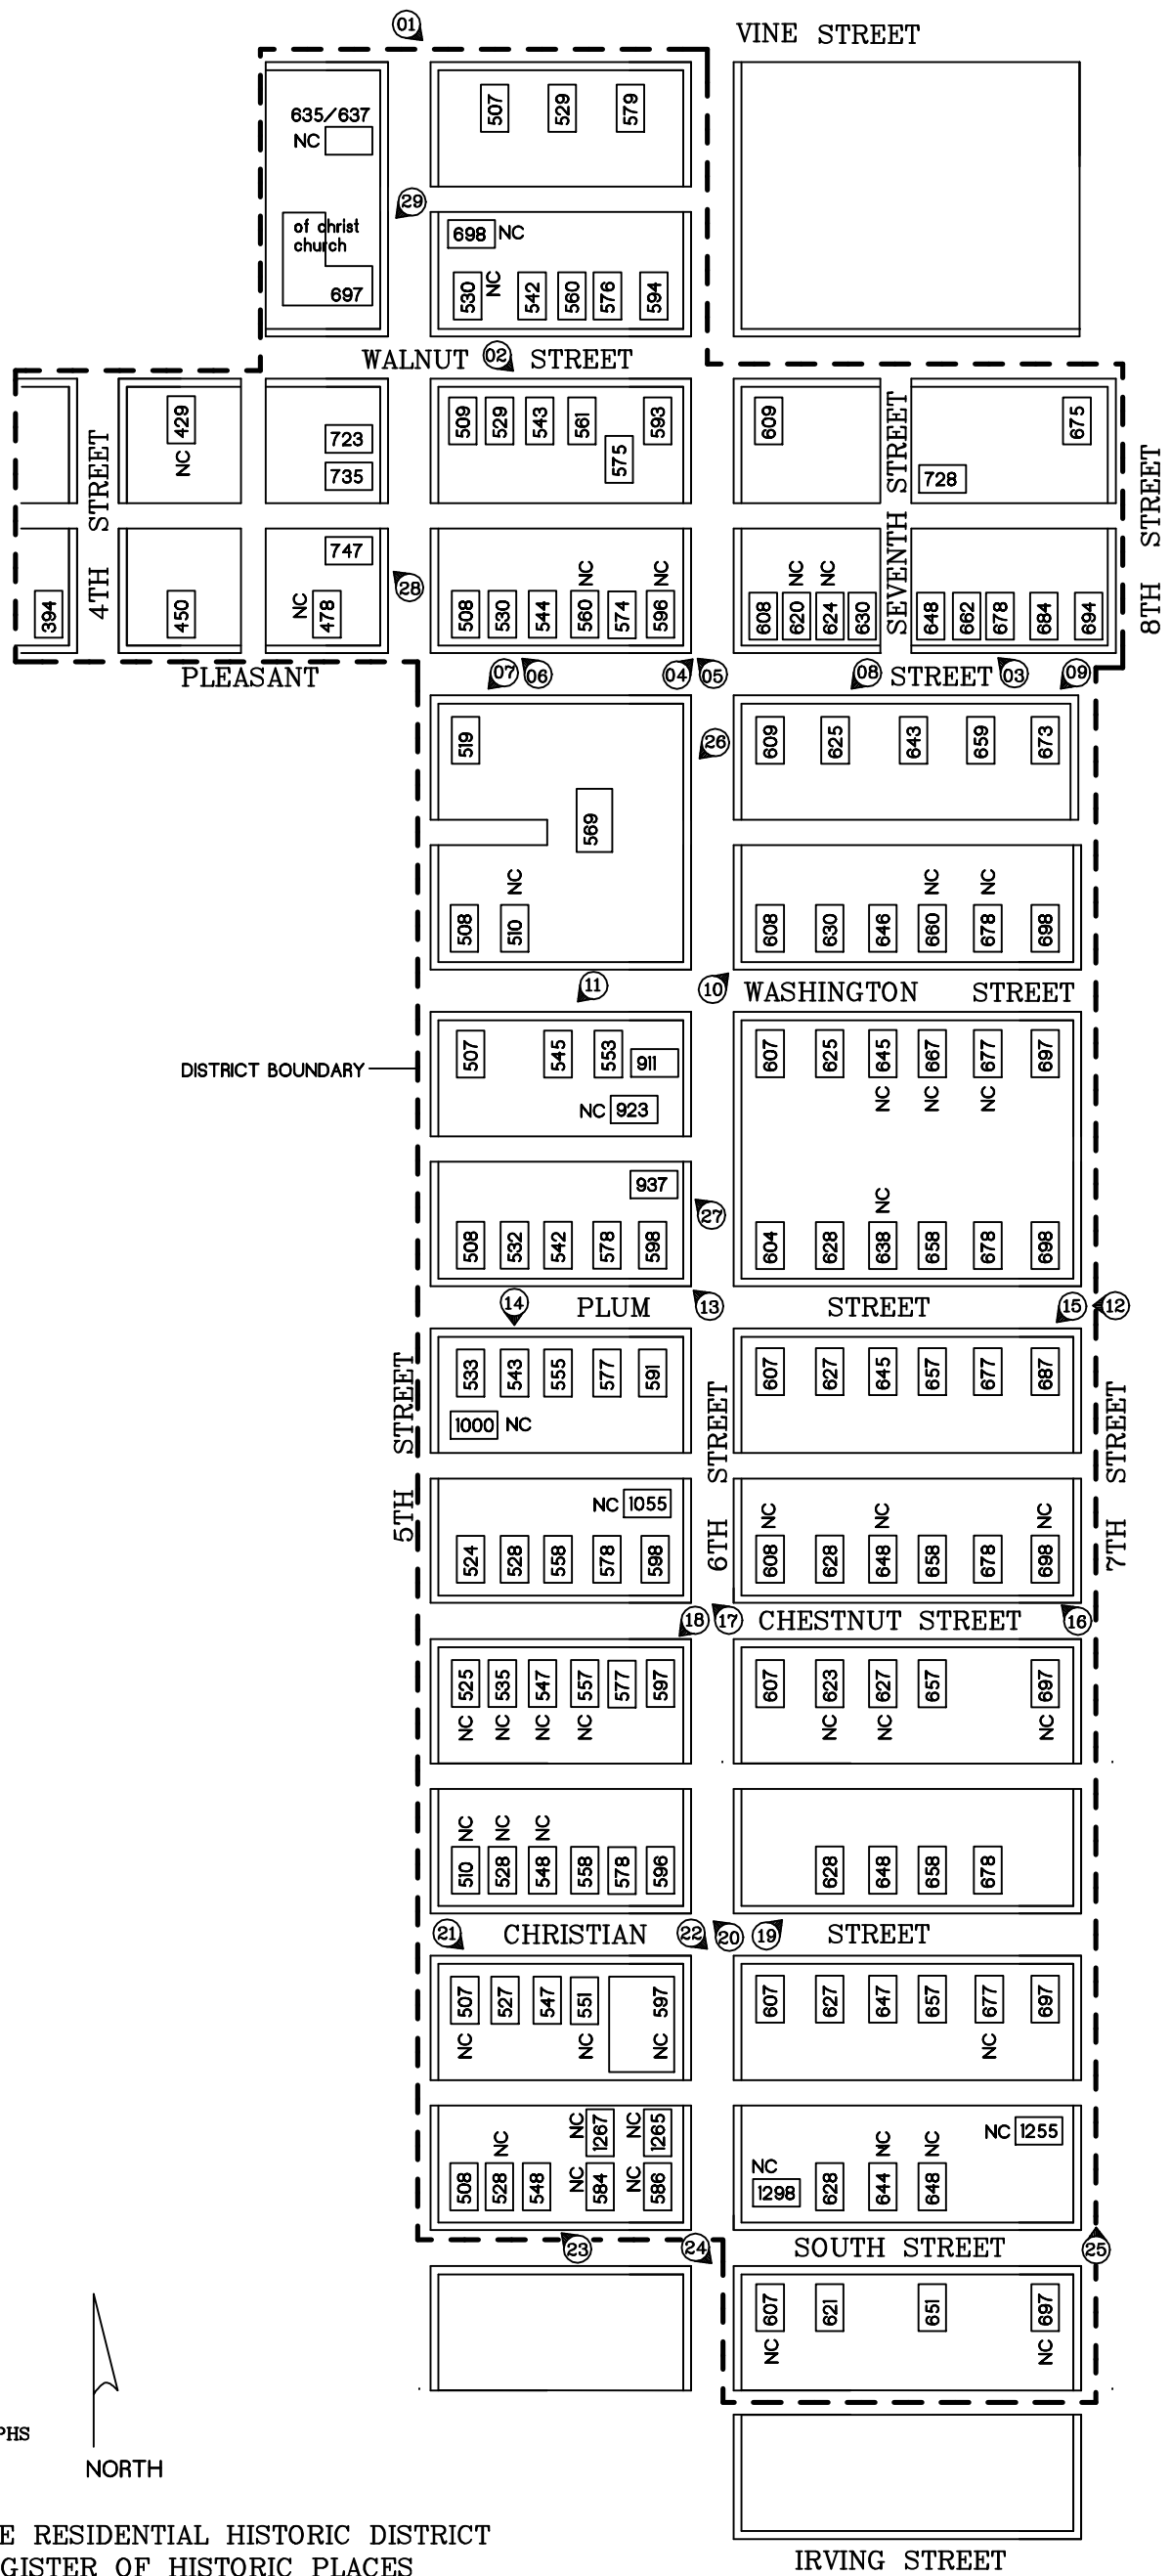 01
VINE STREET
635/637
NC
507 529 579
29
of christ
church
697
698 NC
530 NC 542 560 576 594
WALNUT 02 STREET
429 NC
723
735
509 529 543 561 575 593
609
675
728
4TH STREET
SEVENTH STREET
8TH STREET
747
28
394 450 NC 478
508 530 544 560 NC 574 596 NC
608 620 NC 624 NC 630
648 662 678 684 694
PLEASANT 07 06 04 05 08 STREET 03 09
519
26
609 625 643 659 673
569
508 510 NC
608 630 646 660 NC 678 NC 698
11 10 WASHINGTON STREET
DISTRICT BOUNDARY
507 545 553 911
NC 923
607 625 645 NC 667 NC 677 NC 697
937
27
508 532 542 578 598
604 628 638 NC 658 678 698
14 PLUM 13 STREET 15 12
533 543 555 577 591
1000 NC
607 627 645 657 677 687
5TH STREET
6TH STREET
7TH STREET
NC 1055
524 528 558 578 598
608 NC 628 648 NC 658 678 698 NC
18 17 CHESTNUT STREET 16
525 NC 535 NC 547 NC 557 NC 577 597
607 623 NC 627 NC 657 697 NC
510 NC 528 NC 548 NC 558 578 596
628 648 658 678
21 CHRISTIAN 22 20 19 STREET
507 NC 527 547 551 NC 597 NC
607 627 647 657 677 NC 697
NC 1267 NC 1265
508 528 NC 548 NC 584 NC 586
NC 1255
NC
1298 628 644 NC 648 NC
23 24 SOUTH STREET 25
607 NC 621 651 697 NC
PHS
NORTH
E RESIDENTIAL HISTORIC DISTRICT
GISTER OF HISTORIC PLACES
IRVING STREET